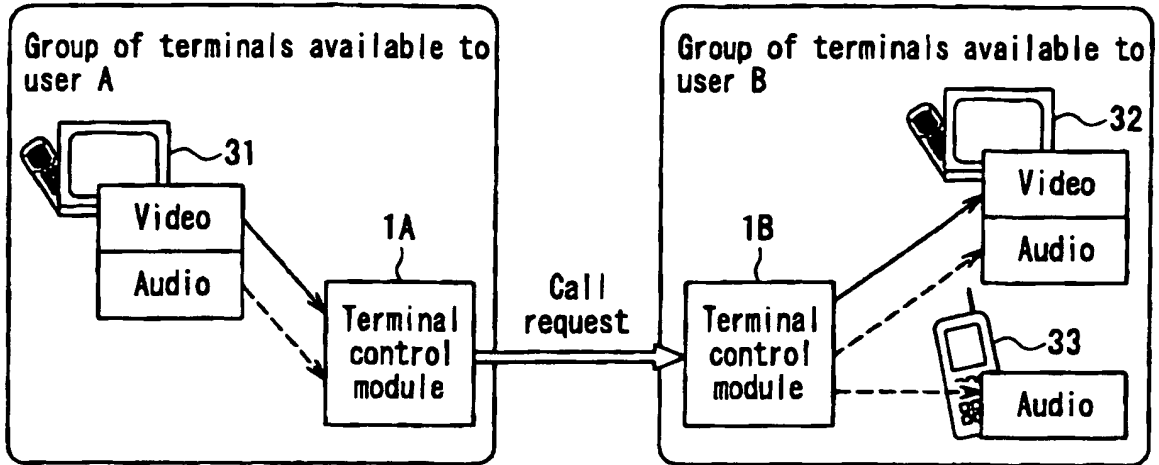 Group of terminals available to
user A
31
Video
Audio
1A
Terminal
control
module
Call
request
Group of terminals available to
user B
32
Video
Audio
1B
Terminal
control
module
33
Audio